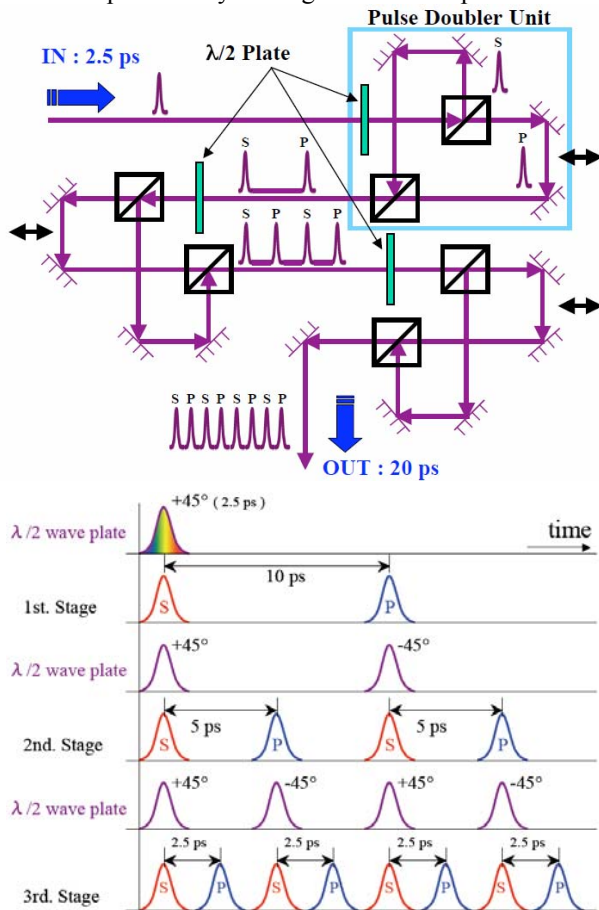 Pulse Doubler Unit
IN : 2.5 ps
λ/2 Plate
S
P
S P
S P S P
S P S P S P S P
OUT : 20 ps
+45° ( 2.5 ps )
λ /2 wave plate
time
10 ps
1st. Stage
S P
+45° -45°
λ /2 wave plate
5 ps 5 ps
2nd. Stage
S P S P
+45° -45° +45° -45°
λ /2 wave plate
2.5 ps 2.5 ps 2.5 ps 2.5 ps
3rd. Stage
S P S P S P S P